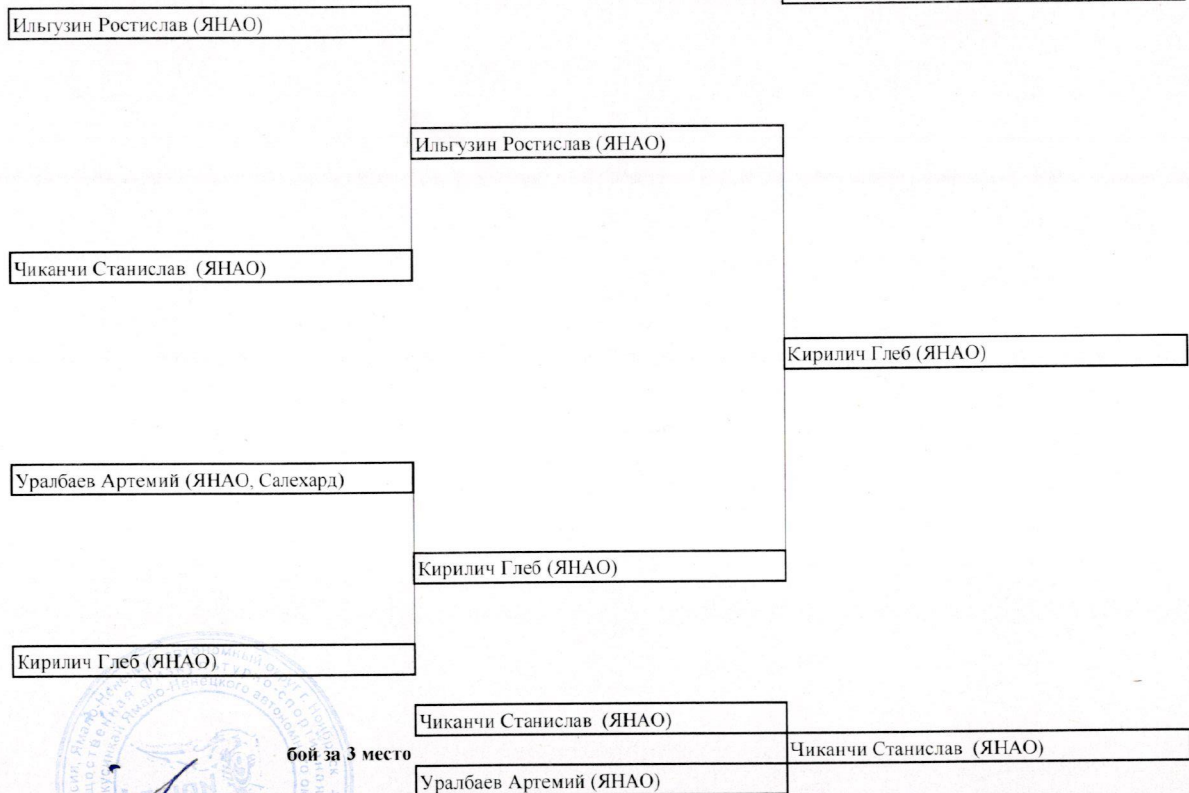 Ильгузин Ростислав (ЯНАО)
Ильгузин Ростислав (ЯНАО)
Чиканчи Станислав (ЯНАО)
Кирилич Глеб (ЯНАО)
Уралбаев Артемий (ЯНАО, Салехард)
Кирилич Глеб (ЯНАО)
Кирилич Глеб (ЯНАО)
Чиканчи Станислав (ЯНАО)
бой за 3 место
Чиканчи Станислав (ЯНАО)
Уралбаев Артемий (ЯНАО)